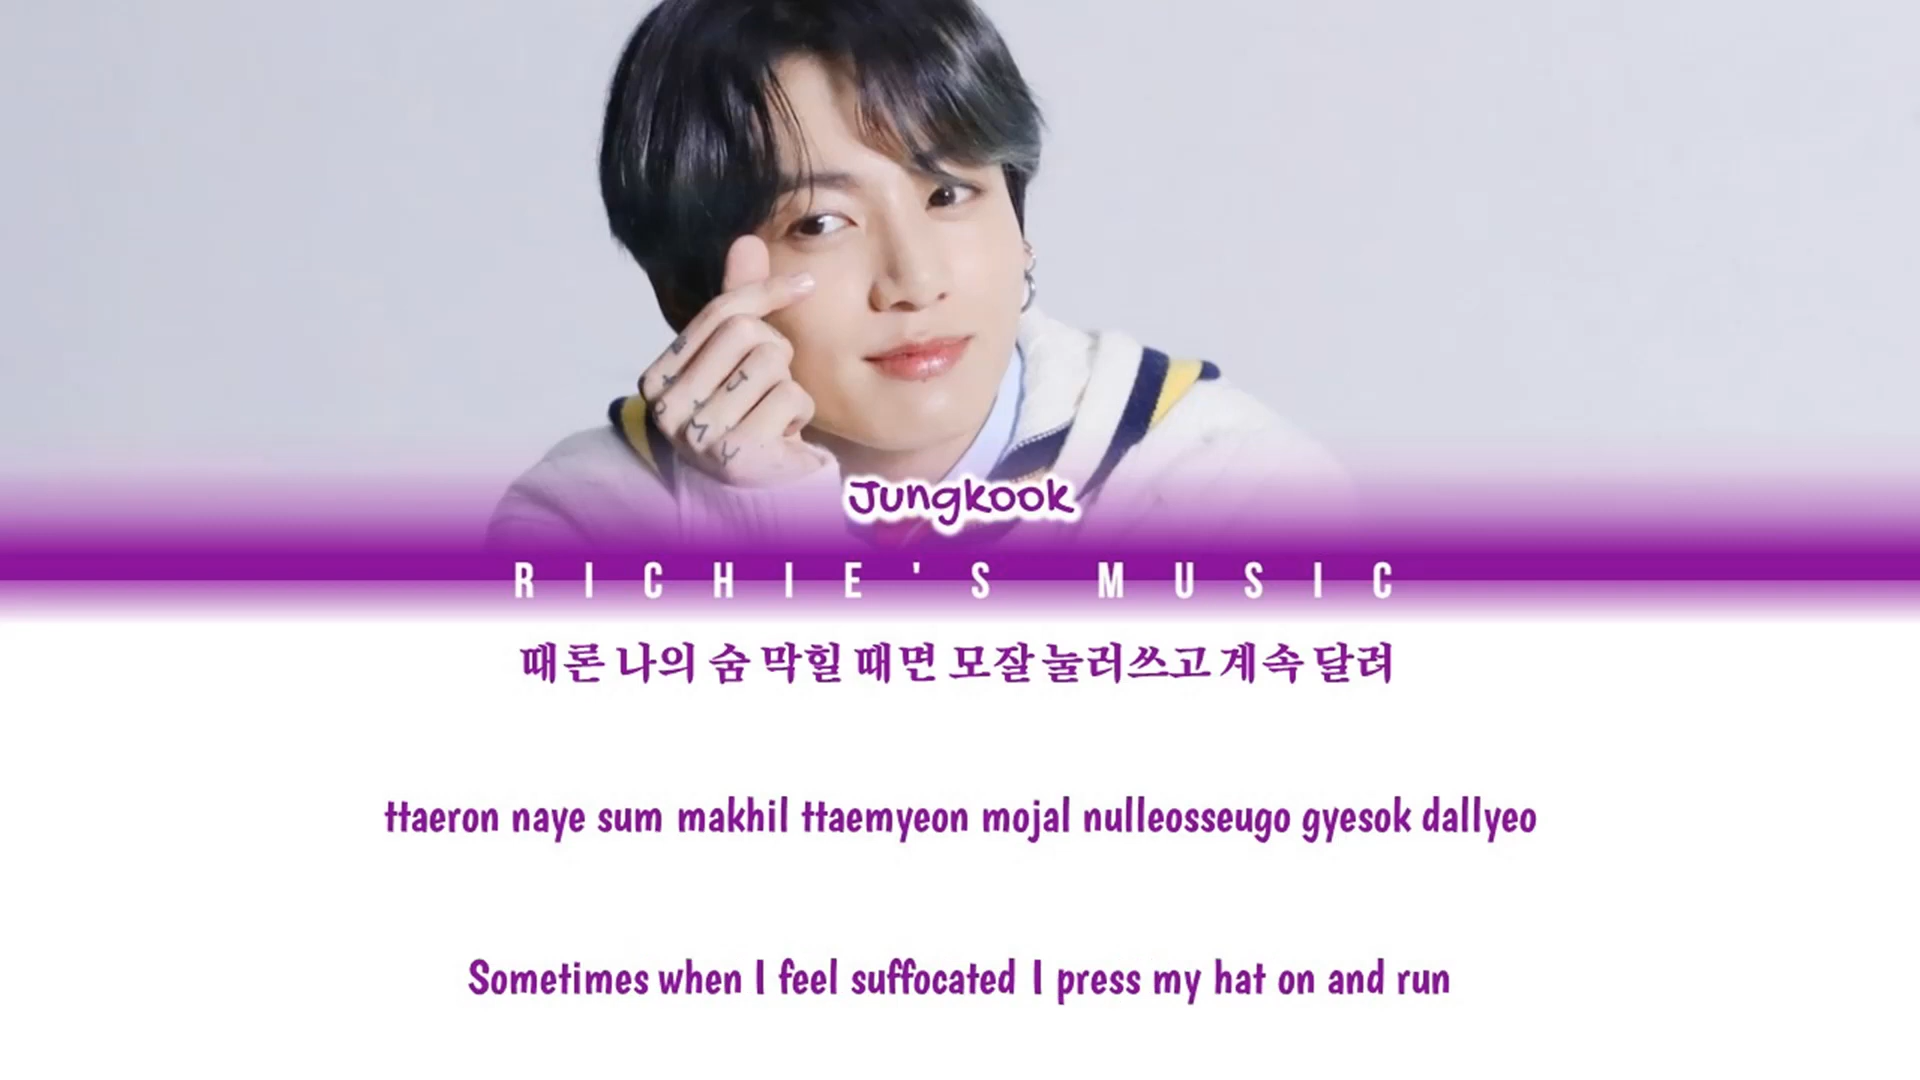 Jungkook
RICHIE'S MUSIC
때론 나의 숨 막힐 때면 모잘 눌러쓰고 계속 달려
ttaeron naye sum makhil ttaemyeon mojal nulleosseugo gyesok dallyeo
Sometimes when I feel suffocated I press my hat on and run